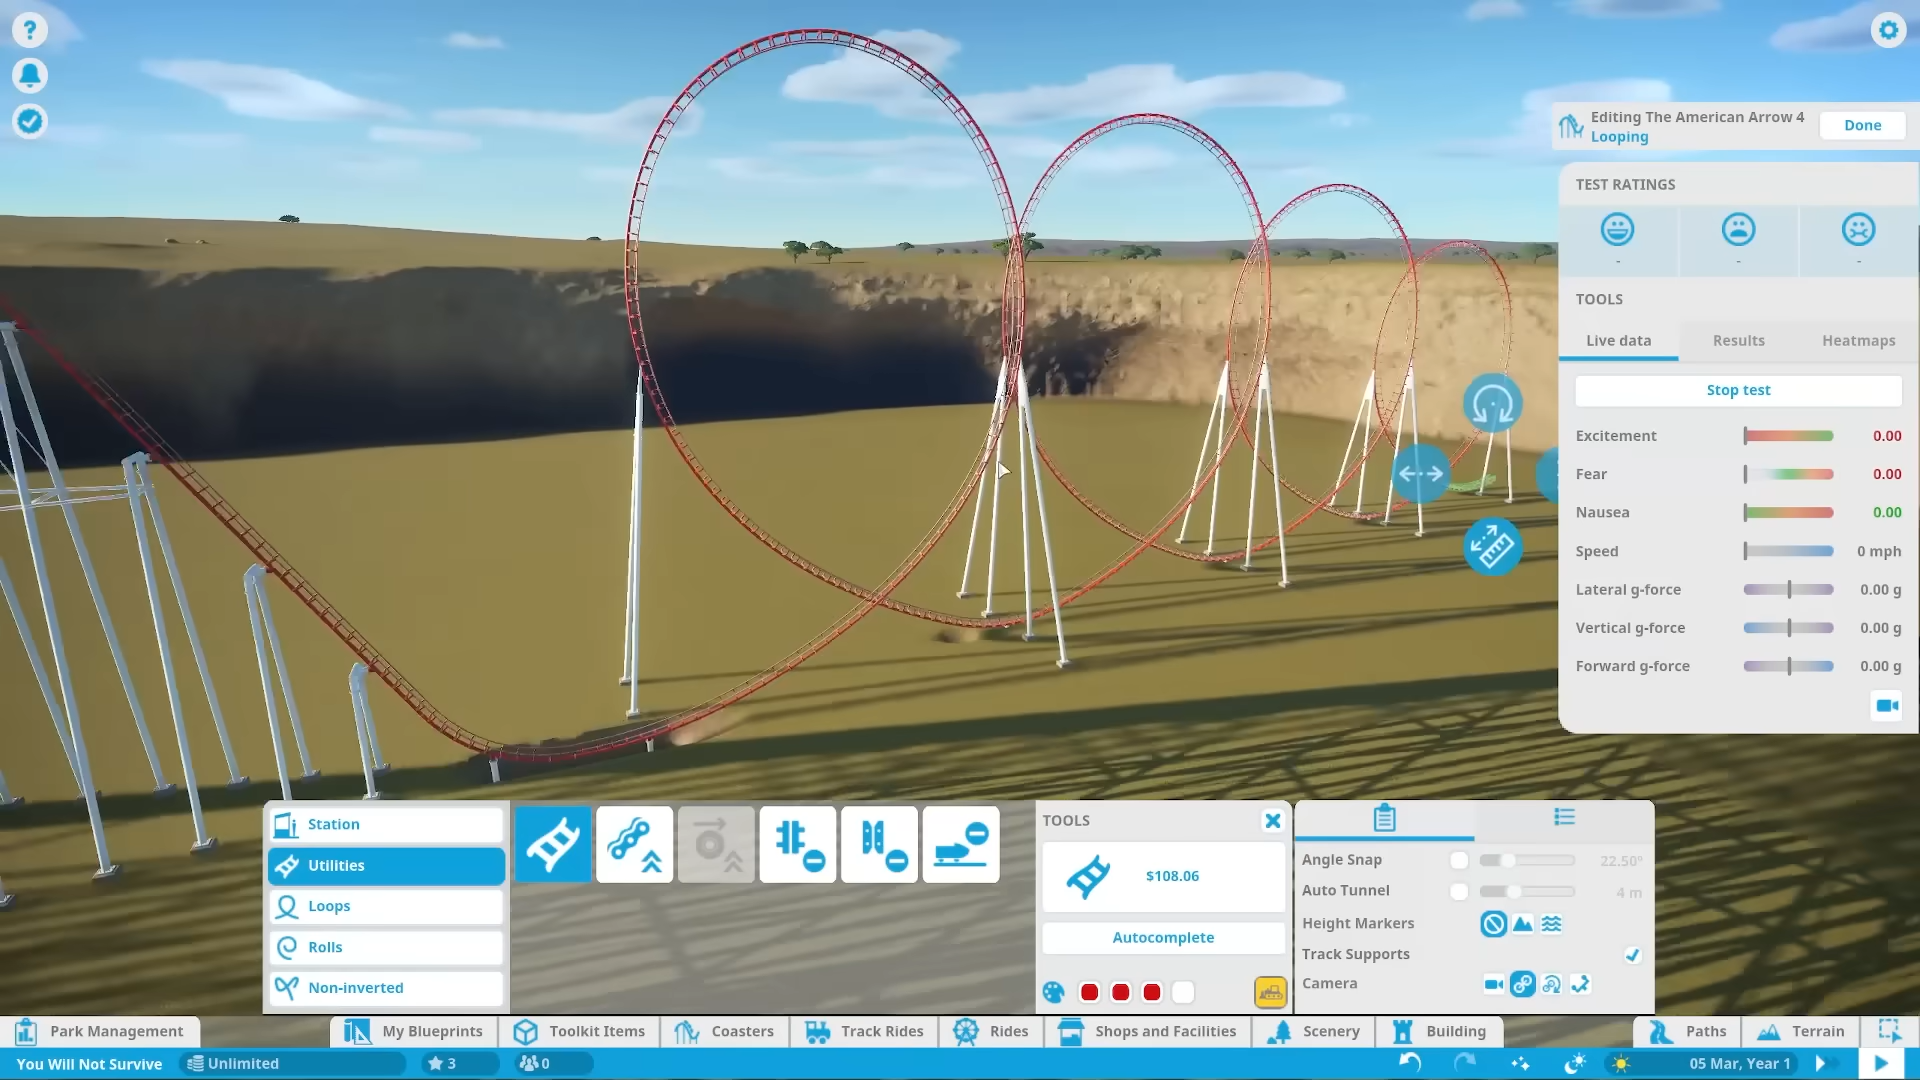 ?
Editing The American Arrow 4
Looping
Done
TEST RATINGS
- - -
TOOLS
Live data Results Heatmaps
Stop test
Excitement 0.00
Fear 0.00
Nausea 0.00
Speed 0 mph
Lateral g-force 0.00 g
Vertical g-force 0.00 g
Forward g-force 0.00 g
Station
Utilities
Loops
Rolls
Non-inverted
TOOLS
$108.06
Autocomplete
Angle Snap 22.50°
Auto Tunnel 4 m
Height Markers
Track Supports
Camera
Park Management My Blueprints Toolkit Items Coasters Track Rides Rides Shops and Facilities Scenery Building Paths Terrain
You Will Not Survive Unlimited 3 0 05 Mar, Year 1